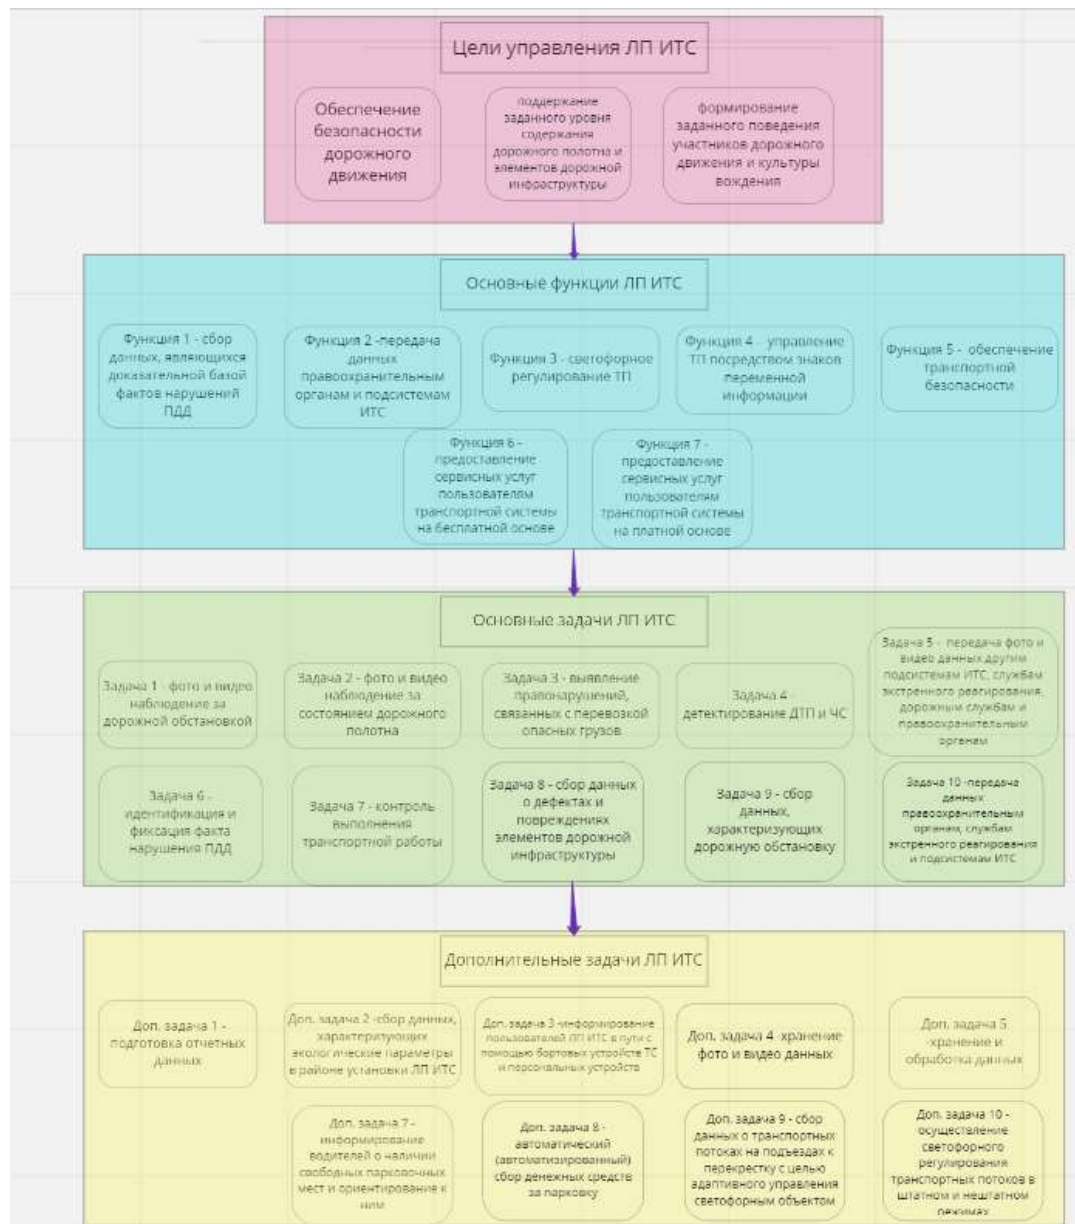 Цели управления ЛП ИТС
Обеспечение
безопасности
дорожного
движения
поддержание
заданного уровня
содержания
дорожного полотна и
элементов дорожной
инфраструктуры
формирование
заданного поведения
участников дорожного
движения и культуры
вождения
Основные функции ЛП ИТС
Функция 1 - сбор
данных, являющихся
доказательной базой
фактов нарушений
ПДД
Функция 2 -передача
данных
правоохранительным
органам и подсистемам
ИТС
Функция 3 - светофорное
регулирование ТП
Функция 4 - управление
ТП посредством знаков
переменной
информации
Функция 5 - обеспечение
транспортной
безопасности
Функция 6 -
предоставление
сервисных услуг
пользователям
транспортной системы
на бесплатной основе
Функция 7 -
предоставление
сервисных услуг
пользователям
транспортной системы
на платной основе
Основные задачи ЛП ИТС
Задача 1 - фото и видео
наблюдение за
дорожной обстановкой
Задача 2 - фото и видео
наблюдение за
состоянием дорожного
полотна
Задача 3 - выявление
правонарушений,
связанных с перевозкой
опасных грузов
Задача 4 -
детектирование ДТП и ЧС
Задача 5 - передача фото и
видео данных другим
подсистемам ИТС, службам
экстренного реагирования,
дорожным службам и
правоохранительным
органам
Задача 6 -
идентификация и
фиксация факта
нарушения ПДД
Задача 7 - контроль
выполнения
транспортной работы
Задача 8 - сбор данных
о дефектах и
повреждениях
элементов дорожной
инфраструктуры
Задача 9 - сбор
данных,
характеризующих
дорожную обстановку
Задача 10 -передача
данных
правоохранительным
органам, службам
экстренного реагирования
и подсистемам ИТС
Дополнительные задачи ЛП ИТС
Доп. задача 1 -
подготовка отчетных
данных
Доп. задача 2 -сбор данных,
характеризующих
экологические параметры
в районе установки ЛП ИТС
Доп. задача 3 -информирование
пользователей ЛП ИТС в пути с
помощью бортовых устройств ТС
и персональных устройств
Доп. задача 4 -хранение
фото и видео данных
Доп. задача 5
-хранение и
обработка данных
Доп. задача 7 -
информирование
водителей о наличии
свободных парковочных
мест и ориентирование к
ним
Доп. задача 8 -
автоматический
(автоматизированный)
сбор денежных средств
за парковку
Доп. задача 9 - сбор
данных о транспортных
потоках на подъездах к
перекрестку с целью
адаптивного управления
светофорным объектом
Доп. задача 10 -
осуществление
светофорного
регулирования
транспортных потоков в
штатном и нештатном
режимах